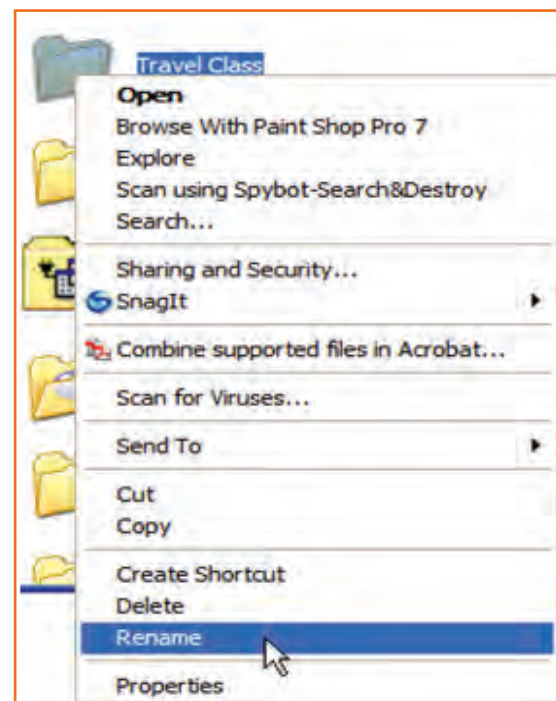 Travel Class
Open
Browse With Paint Shop Pro 7
Explore
Scan using Spybot-Search&Destroy
Search...
Sharing and Security...
SnagIt
Combine supported files in Acrobat...
Scan for Viruses...
Send To
Cut
Copy
Create Shortcut
Delete
Rename
Properties